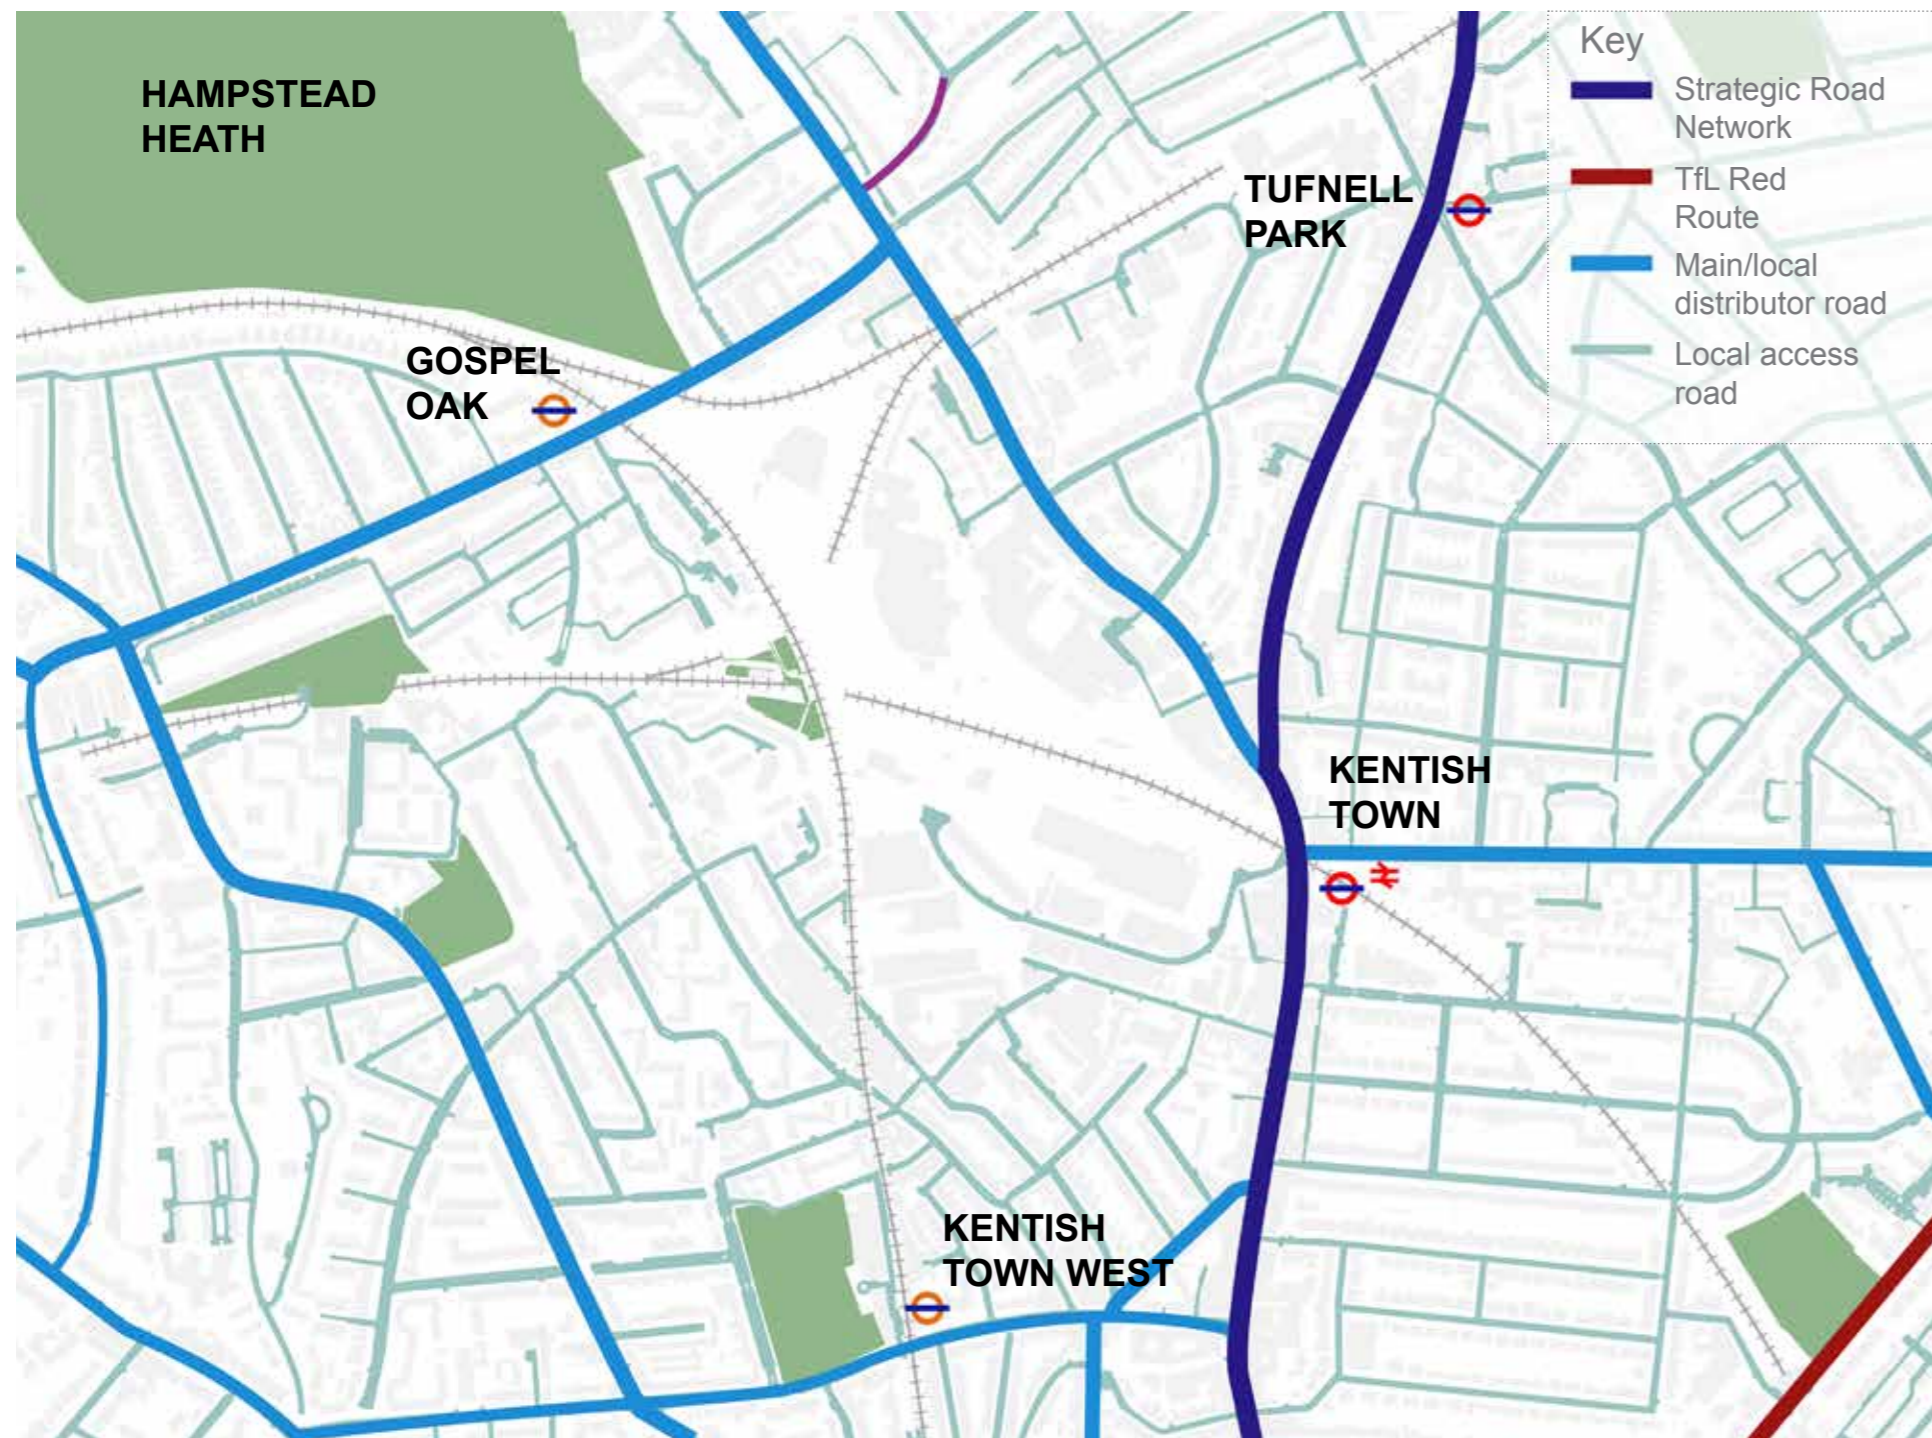 HAMPSTEAD
HEATH
TUFNELL
PARK
GOSPEL
OAK
KENTISH
TOWN
KENTISH
TOWN WEST
Key
Strategic Road
Network
TfL Red
Route
Main/local
distributor road
Local access
road